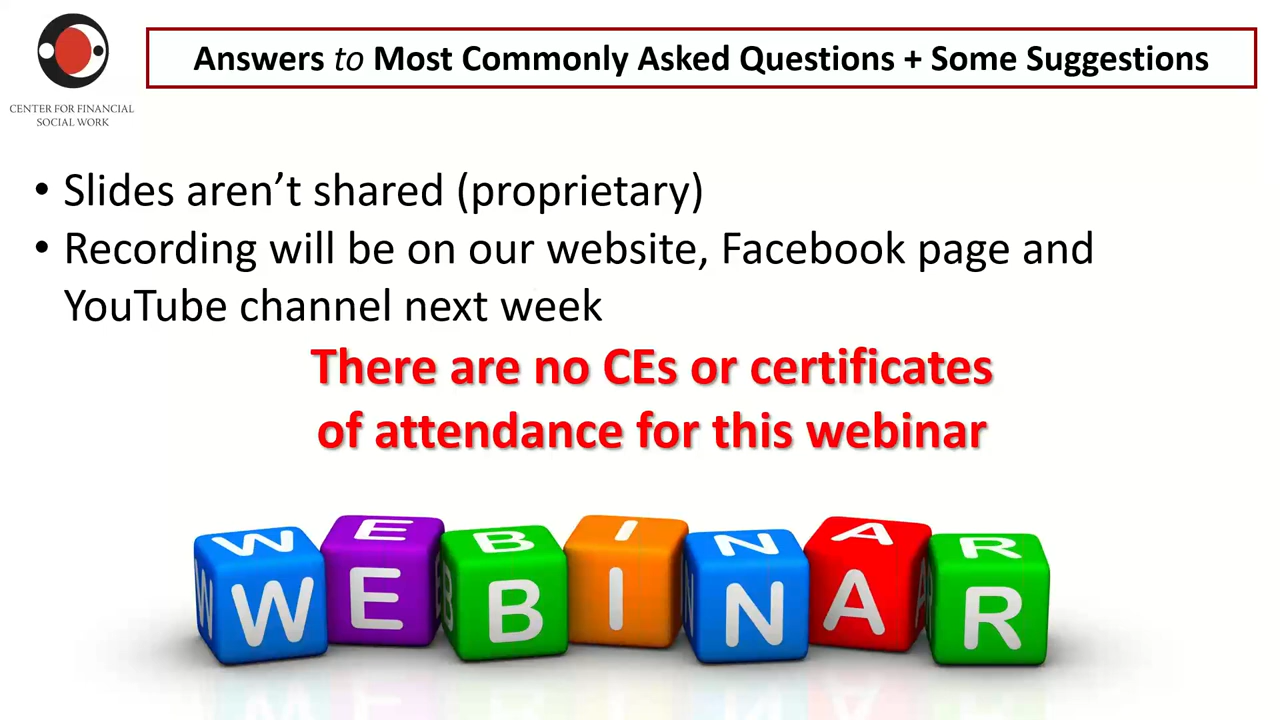 Answers to Most Commonly Asked Questions + Some Suggestions
CENTER FOR FINANCIAL
SOCIAL WORK
• Slides aren’t shared (proprietary)
• Recording will be on our website, Facebook page and
YouTube channel next week
There are no CEs or certificates
of attendance for this webinar
W E B I N A R
W E B I N A R